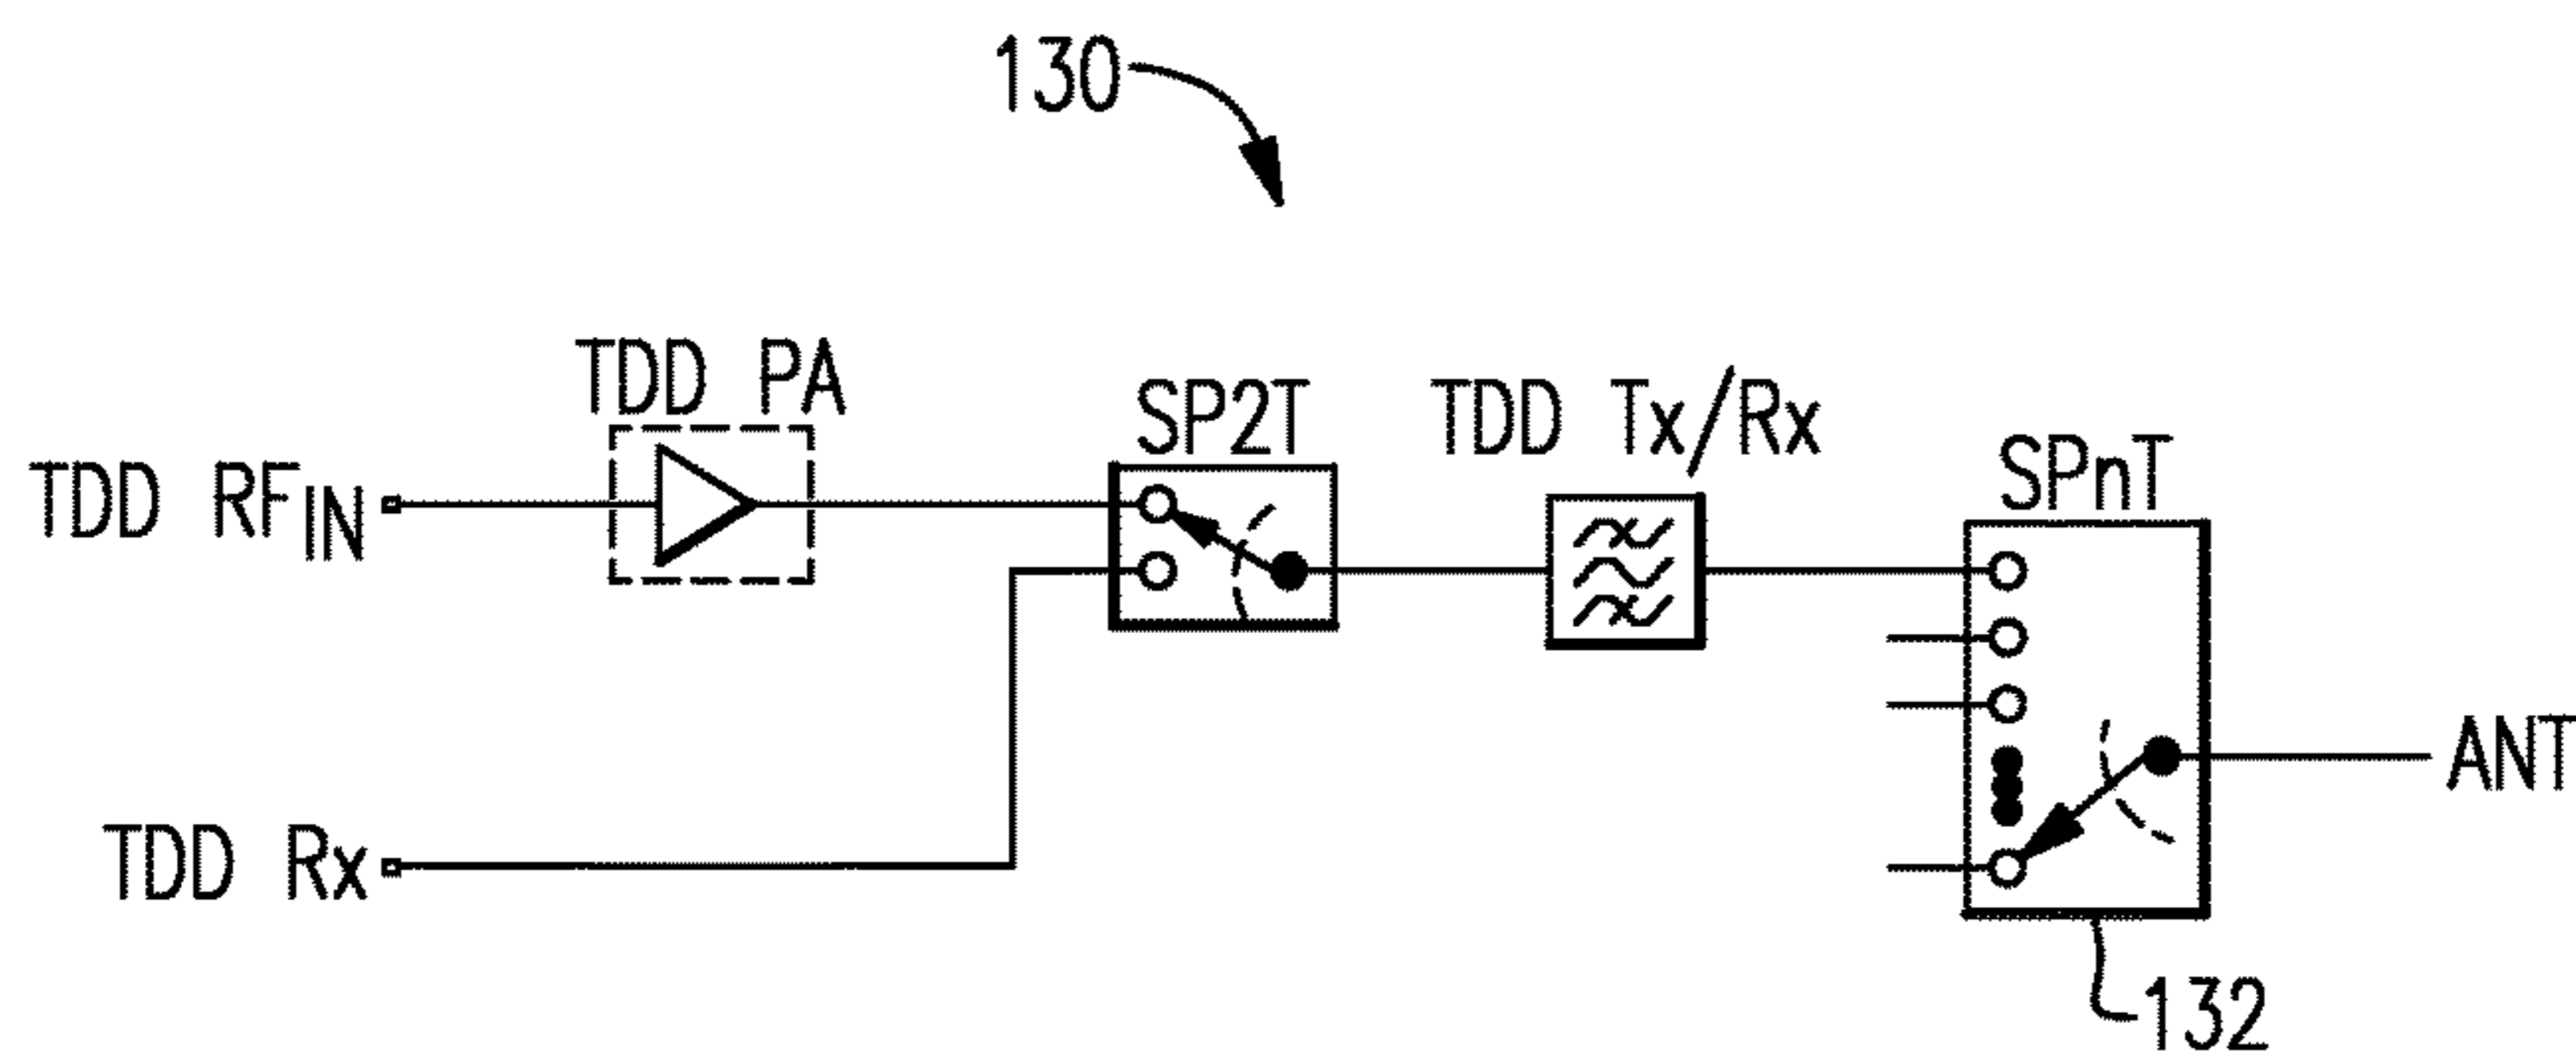 130
TDD PA
SP2T
TDD Tx/Rx
SPnT
TDD RFIN
ANT
TDD Rx
132